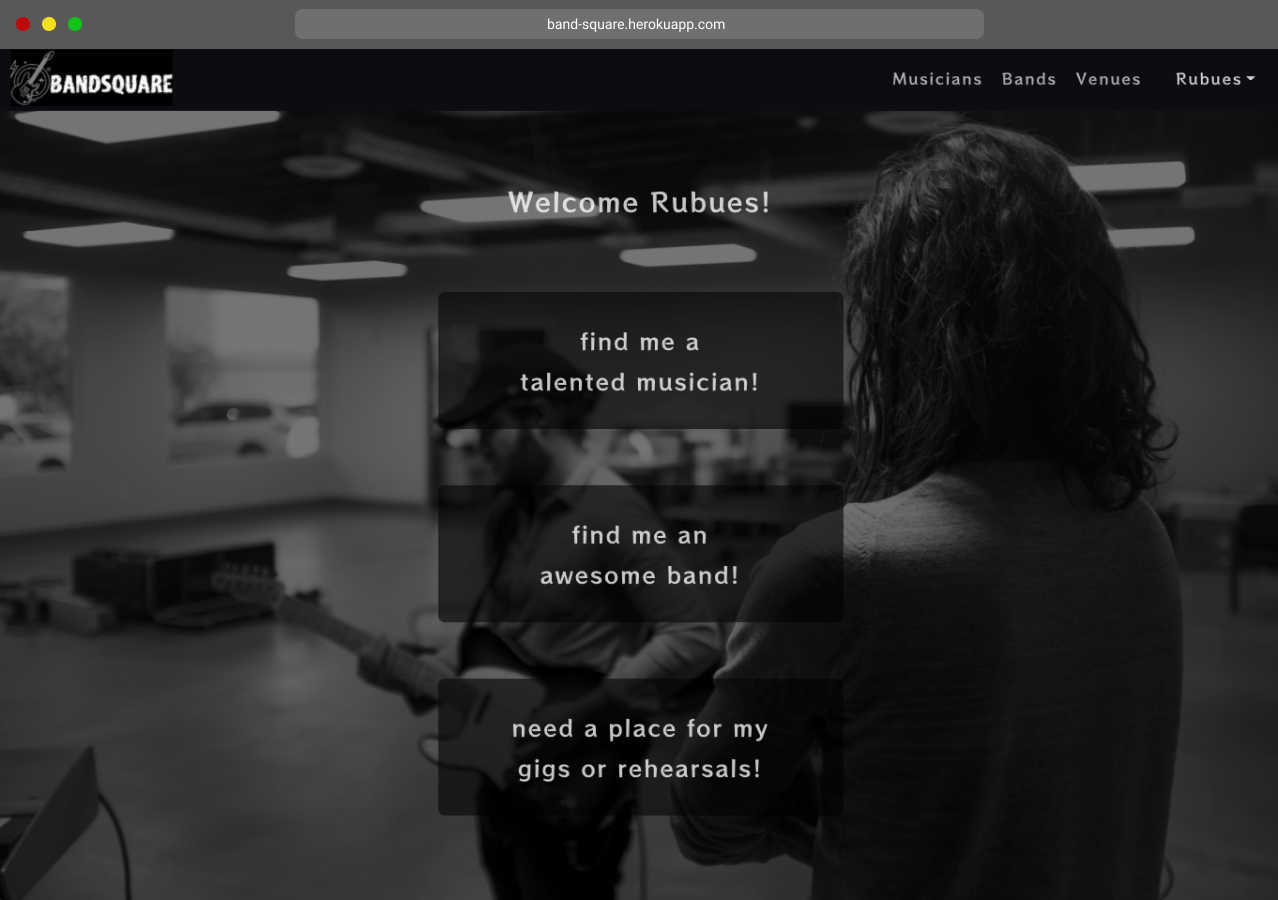 band-square.herokuapp.com
BANDSQUARE
Musicians Bands Venues Rubues
Welcome Rubues!
find me a
talented musician!
find me an
awesome band!
need a place for my
gigs or rehearsals!